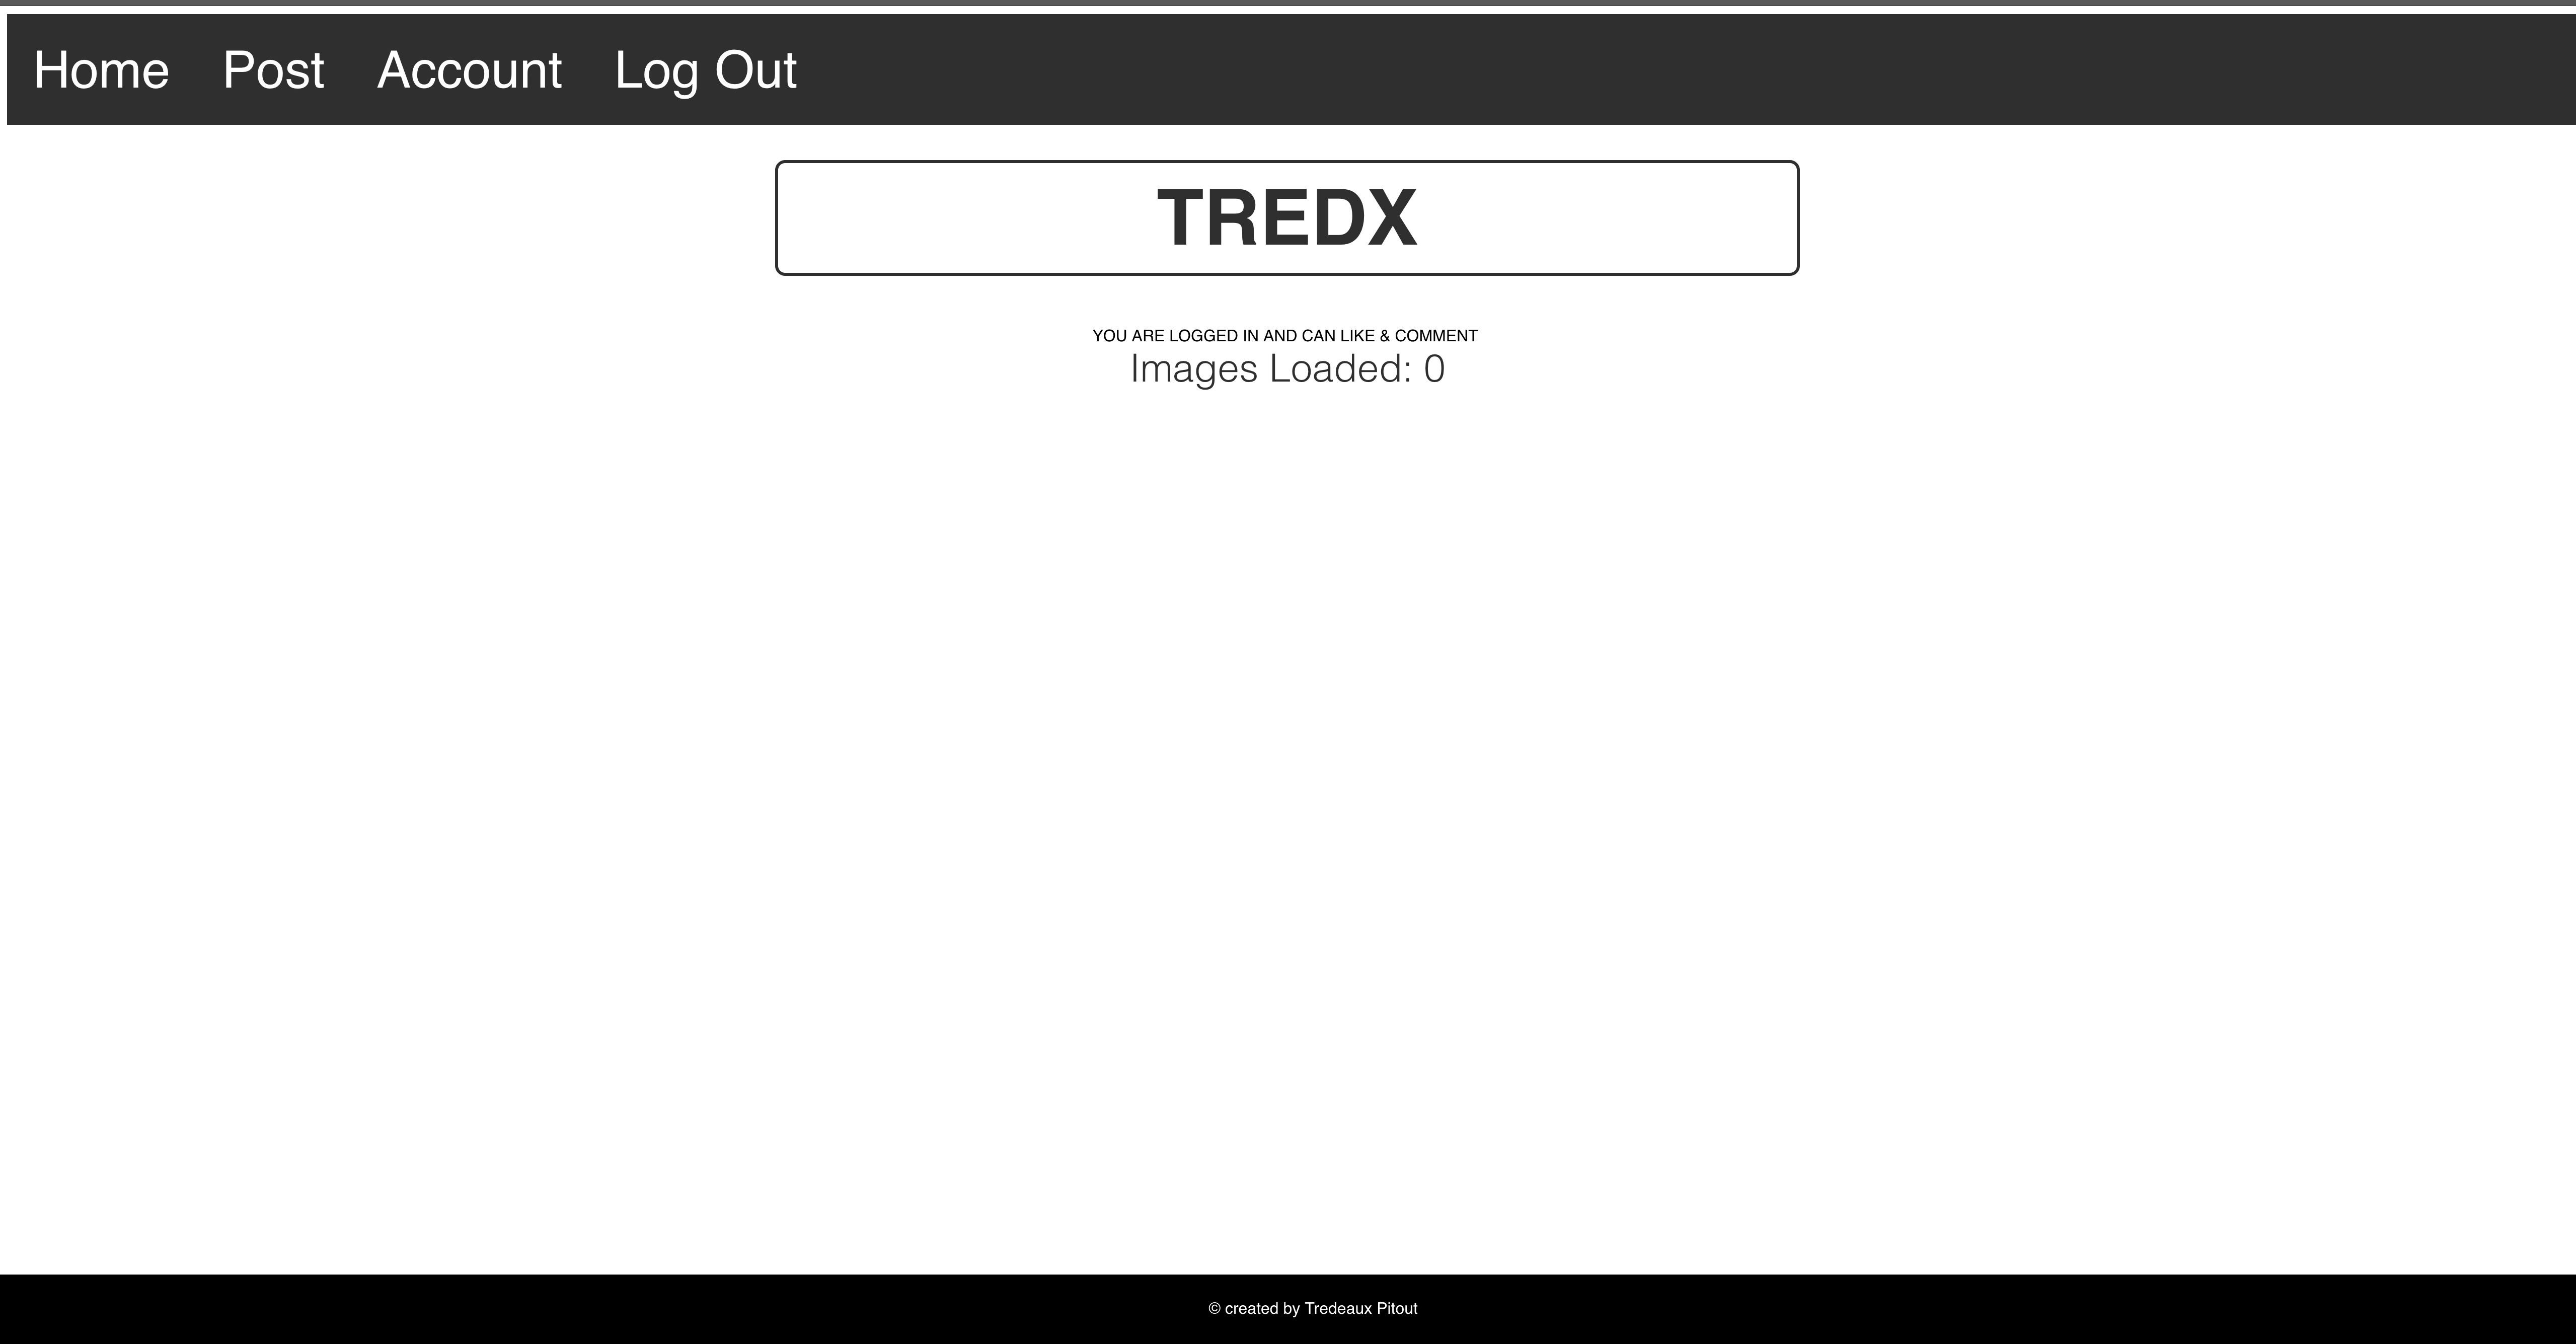 Home Post Account Log Out
TREDX
YOU ARE LOGGED IN AND CAN LIKE & COMMENT
Images Loaded: 0
© created by Tredeaux Pitout